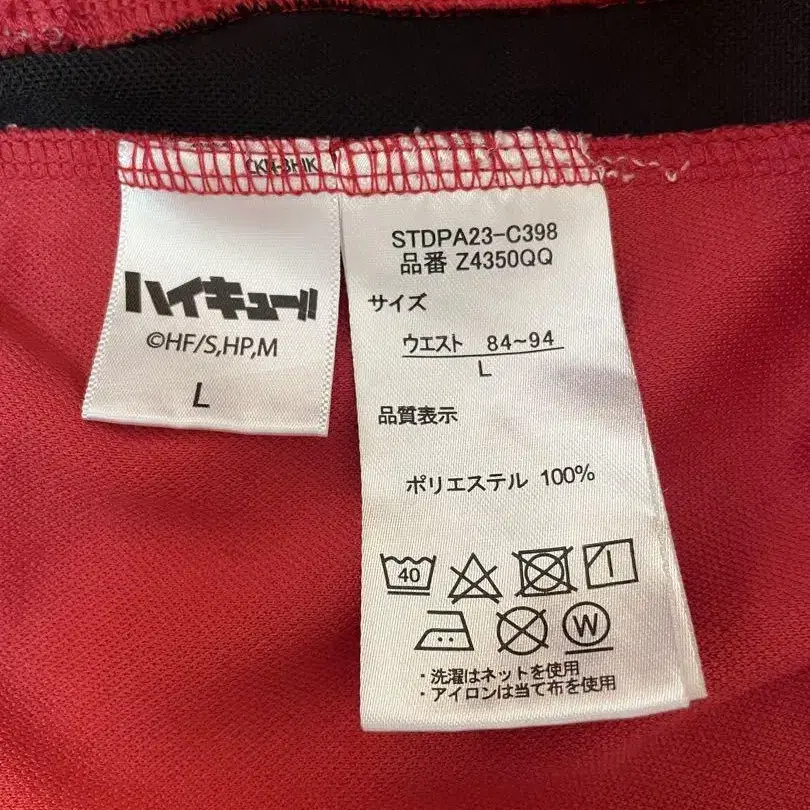 ハイキュー!!
©HF/S,HP,M
L
STDPA23-C398
品番 Z4350QQ
サイズ
ウエスト 84~94
L
品質表示
ポリエステル 100%
40
W
・洗濯はネットを使用
・アイロンは当て布を使用